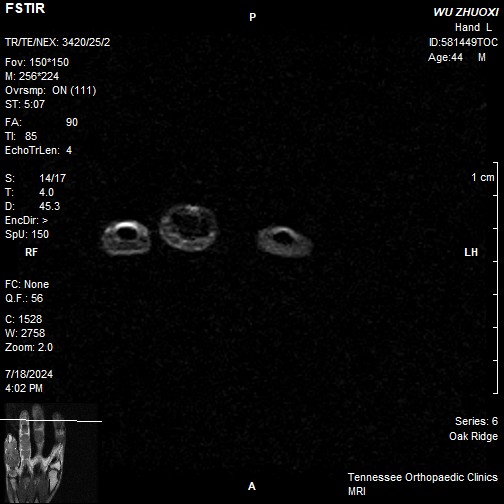 FSTIR
P
WU ZHUOXI
Hand L
ID:581449TOC
Age:44 M
TR/TE/NEX: 3420/25/2
Fov: 150*150
M: 256*224
Ovrsmp: ON (111)
ST: 5:07
FA: 90
TI: 85
EchoTrLen: 4
S: 14/17
T: 4.0
D: 45.3
EncDir: >
SpU: 150
1 cm
RF
LH
FC: None
Q.F.: 56
C: 1528
W: 2758
Zoom: 2.0
7/18/2024
4:02 PM
Series: 6
Oak Ridge
A
Tennessee Orthopaedic Clinics
MRI